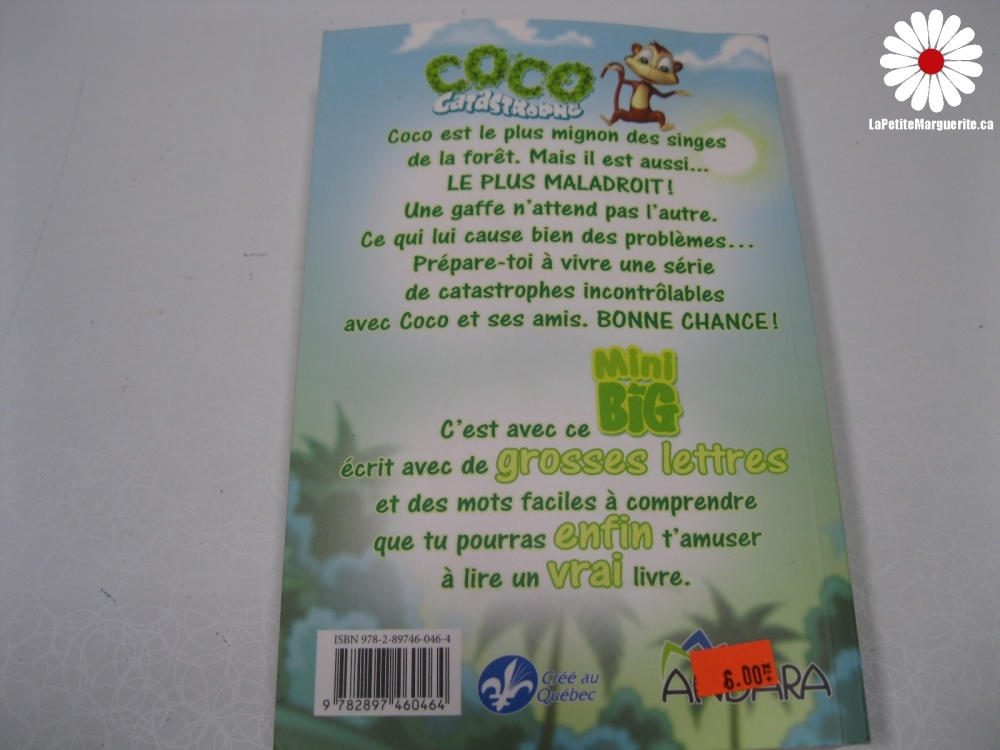 LaPetiteMarguerite.ca
COCO
Catastrophe
Coco est le plus mignon des singes
de la forêt. Mais il est aussi...
LE PLUS MALADROIT!
Une gaffe n'attend pas l'autre.
Ce qui lui cause bien des problèmes...
Prépare-toi à vivre une série
de catastrophes incontrôlables
avec Coco et ses amis. BONNE CHANCE!
Mini
BIG
C'est avec ce
écrit avec de grosses lettres
et des mots faciles à comprendre
que tu pourras enfin t'amuser
à lire un vrai livre.
ISBN 978-2-89746-046-4
9 782897 460464
Créé au
Québec
6.00